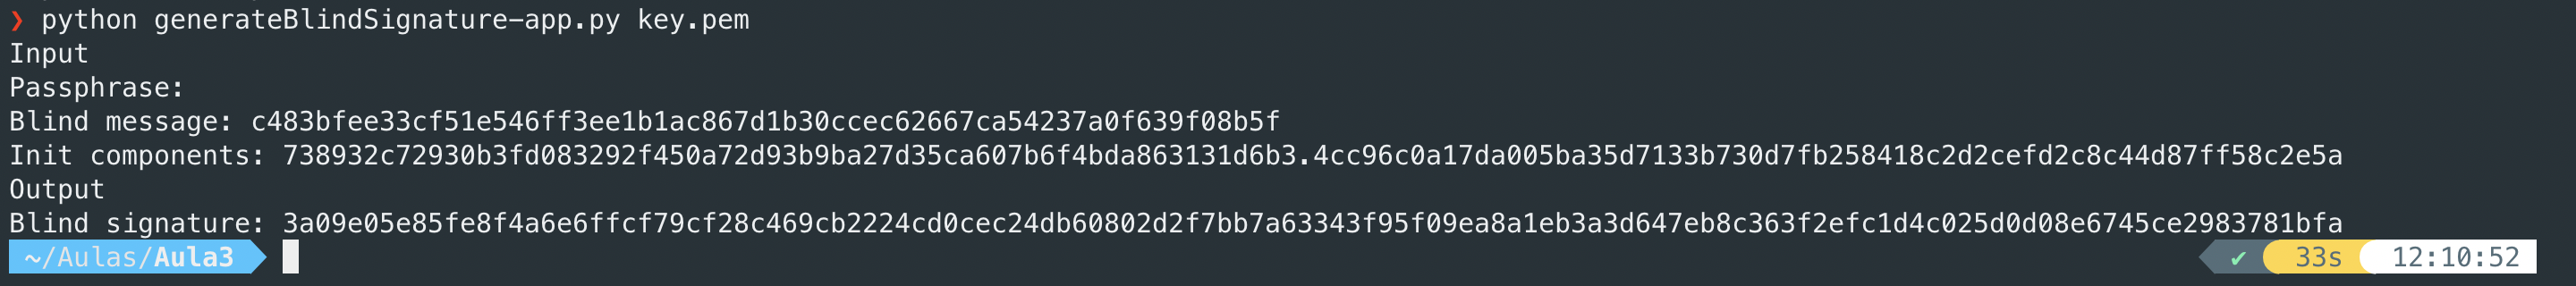 ❯ python generateBlindSignature-app.py key.pem
Input
Passphrase:
Blind message: c483bfee33cf51e546ff3ee1b1ac867d1b30ccec62667ca54237a0f639f08b5f
Init components: 738932c72930b3fd083292f450a72d93b9ba27d35ca607b6f4bda863131d6b3.4cc96c0a17da005ba35d7133b730d7fb258418c2d2cefd2c8c44d87ff58c2e5a
Output
Blind signature: 3a09e05e85fe8f4a6e6ffcf79cf28c469cb2224cd0cec24db60802d2f7bb7a63343f95f09ea8a1eb3a3d647eb8c363f2efc1d4c025d0d08e6745ce2983781bfa
~/Aulas/Aula3 ✔ 33s 12:10:52